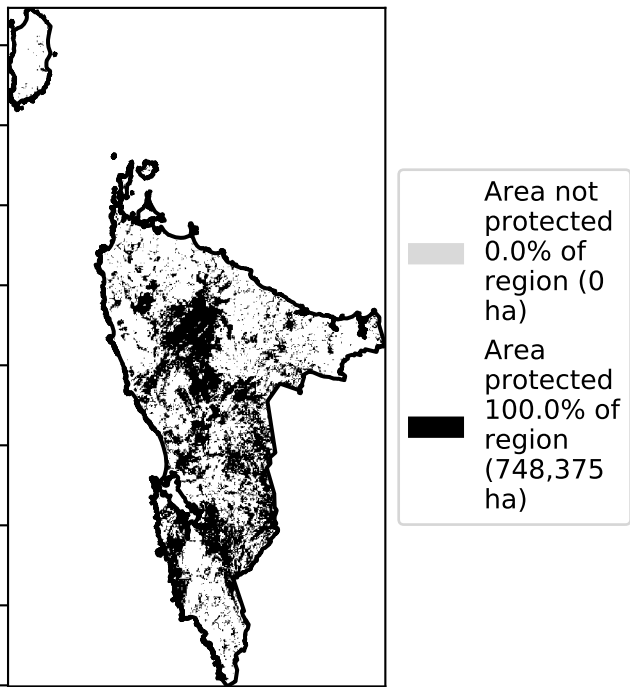 Area not
protected
0.0% of
region (0
ha)
Area
protected
100.0% of
region
(748,375
ha)